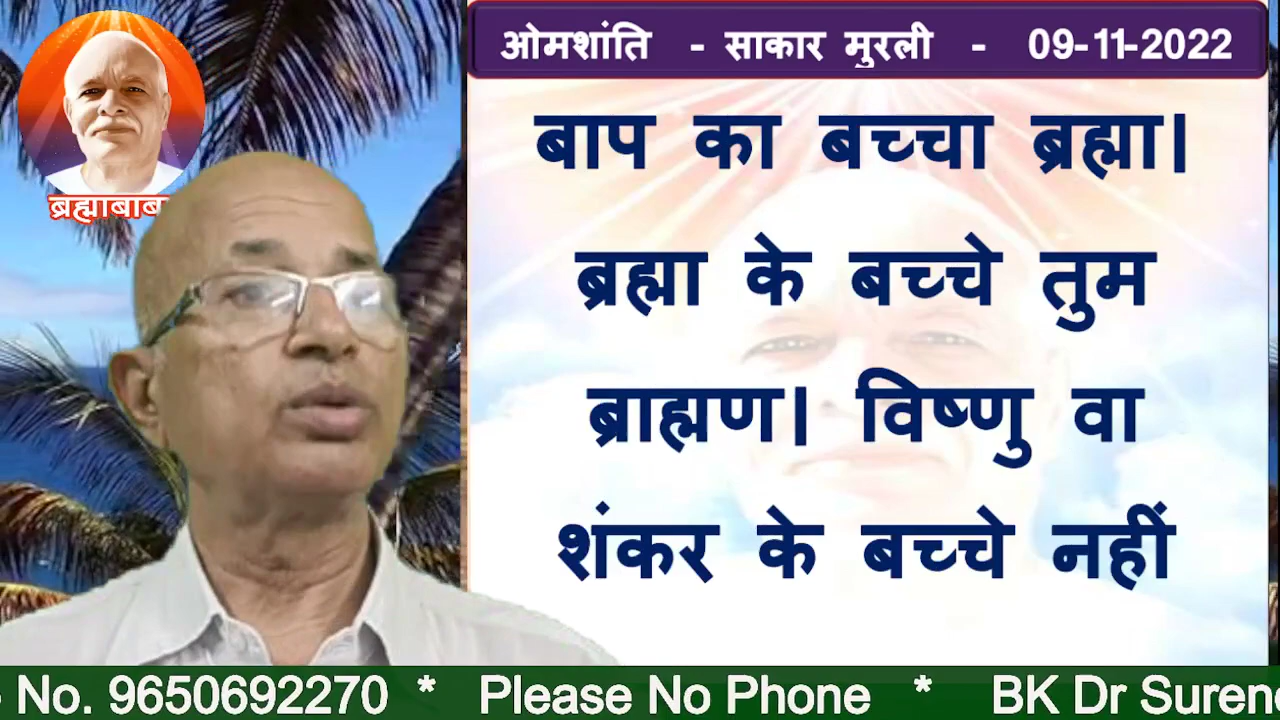 ओमशांति - साकार मुरली - 09-11-2022
ब्रह्माबाब
बाप का बच्चा ब्रह्मा।
ब्रह्मा के बच्चे तुम
ब्राह्मण। विष्णु वा
शंकर के बच्चे नहीं
No. 9650692270 * Please No Phone * BK Dr Suren